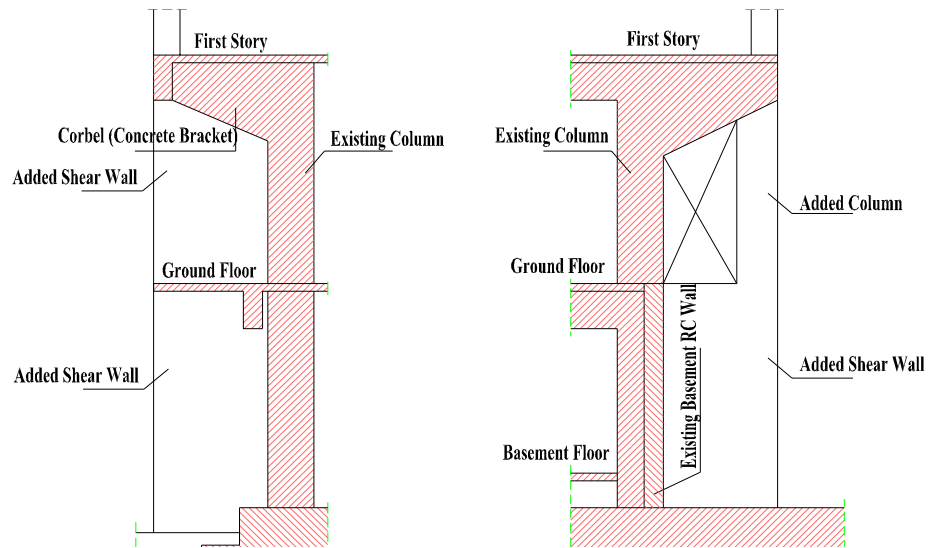 First Story
Corbel (Concrete Bracket)
Existing Column
Added Shear Wall
Ground Floor
Added Shear Wall
First Story
Existing Column
Added Column
Ground Floor
Existing Basement RC Wall
Added Shear Wall
Basement Floor